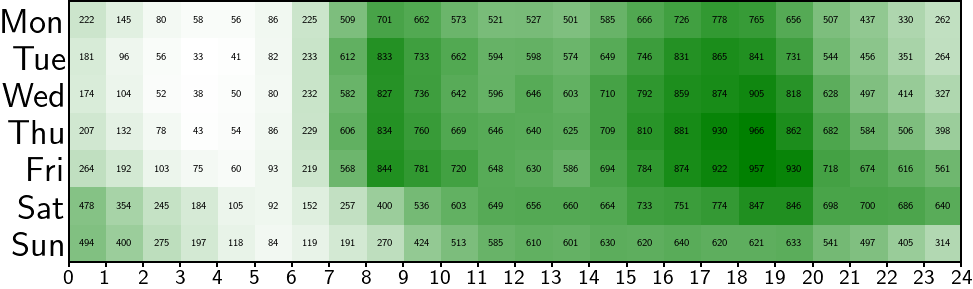 Mon 222 145 80 58 56 86 225 509 701 662 573 521 527 501 585 666 726 778 765 656 507 437 330 262
Tue 181 96 56 33 41 82 233 612 833 733 662 594 598 574 649 746 831 865 841 731 544 456 351 264
Wed 174 104 52 38 50 80 232 582 827 736 642 596 646 603 710 792 859 874 905 818 628 497 414 327
Thu 207 132 78 43 54 86 229 606 834 760 669 646 640 625 709 810 881 930 966 862 682 584 506 398
Fri 264 192 103 75 60 93 219 568 844 781 720 648 630 586 694 784 874 922 957 930 718 674 616 561
Sat 478 354 245 184 105 92 152 257 400 536 603 649 656 660 664 733 751 774 847 846 698 700 686 640
Sun 494 400 275 197 118 84 119 191 270 424 513 585 610 601 630 620 640 620 621 633 541 497 405 314
0 1 2 3 4 5 6 7 8 9 10 11 12 13 14 15 16 17 18 19 20 21 22 23 24